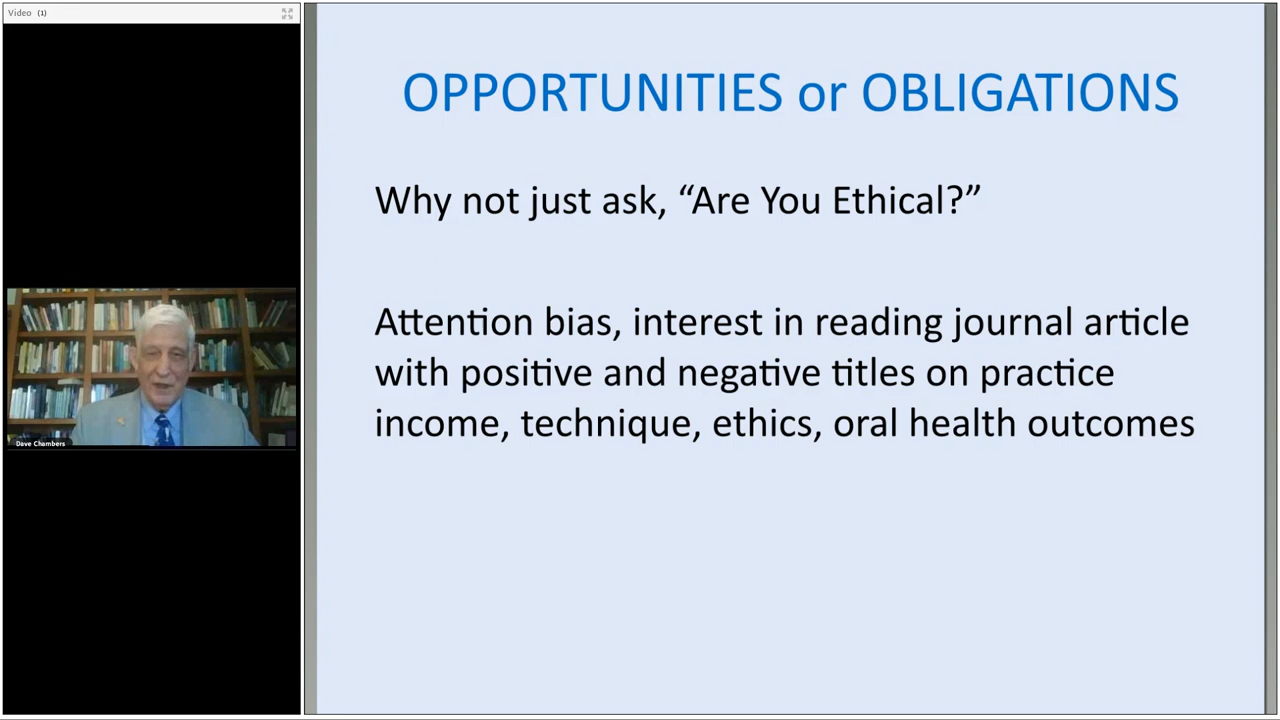 Video (1)
OPPORTUNITIES or OBLIGATIONS
Why not just ask, “Are You Ethical?”
Attention bias, interest in reading journal article
with positive and negative titles on practice
income, technique, ethics, oral health outcomes
Dave Chambers